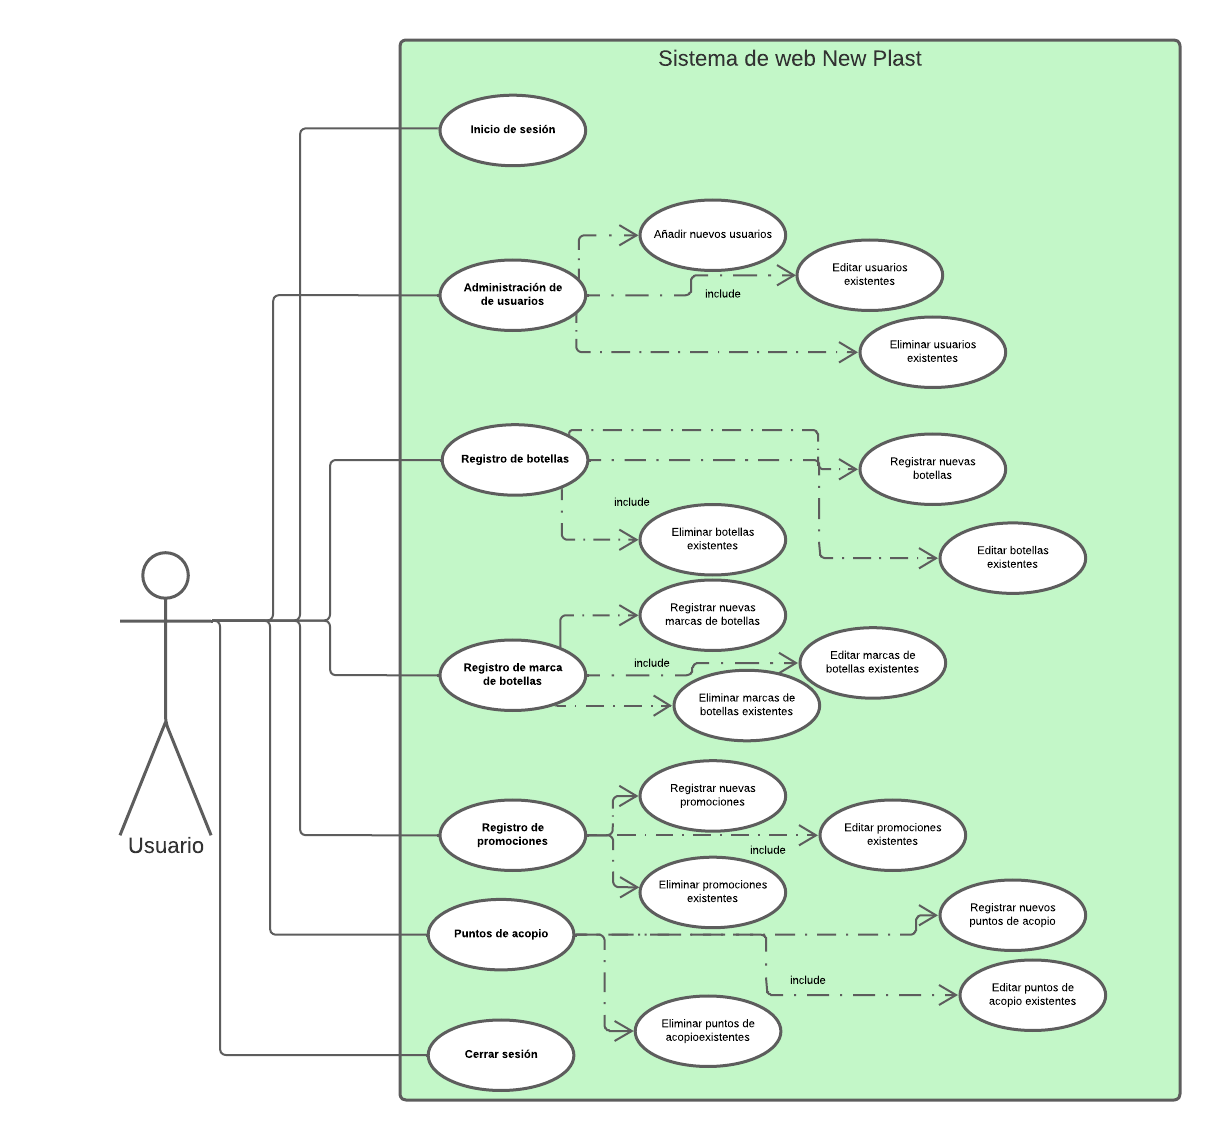 Sistema de web New Plast
Inicio de sesión
Añadir nuevos usuarios
Editar usuarios
existentes
Administración de
de usuarios
include
Eliminar usuarios
existentes
Registro de botellas
Registrar nuevas
botellas
include
Eliminar botellas
existentes
Editar botellas
existentes
Registrar nuevas
marcas de botellas
Registro de marca
de botellas
include
Editar marcas de
botellas existentes
Eliminar marcas de
botellas existentes
Registrar nuevas
promociones
Registro de
promociones
Editar promociones
existentes
include
Usuario
Eliminar promociones
existentes
Registrar nuevos
puntos de acopio
Puntos de acopio
include
Editar puntos de
acopio existentes
Eliminar puntos de
acopioexistentes
Cerrar sesión